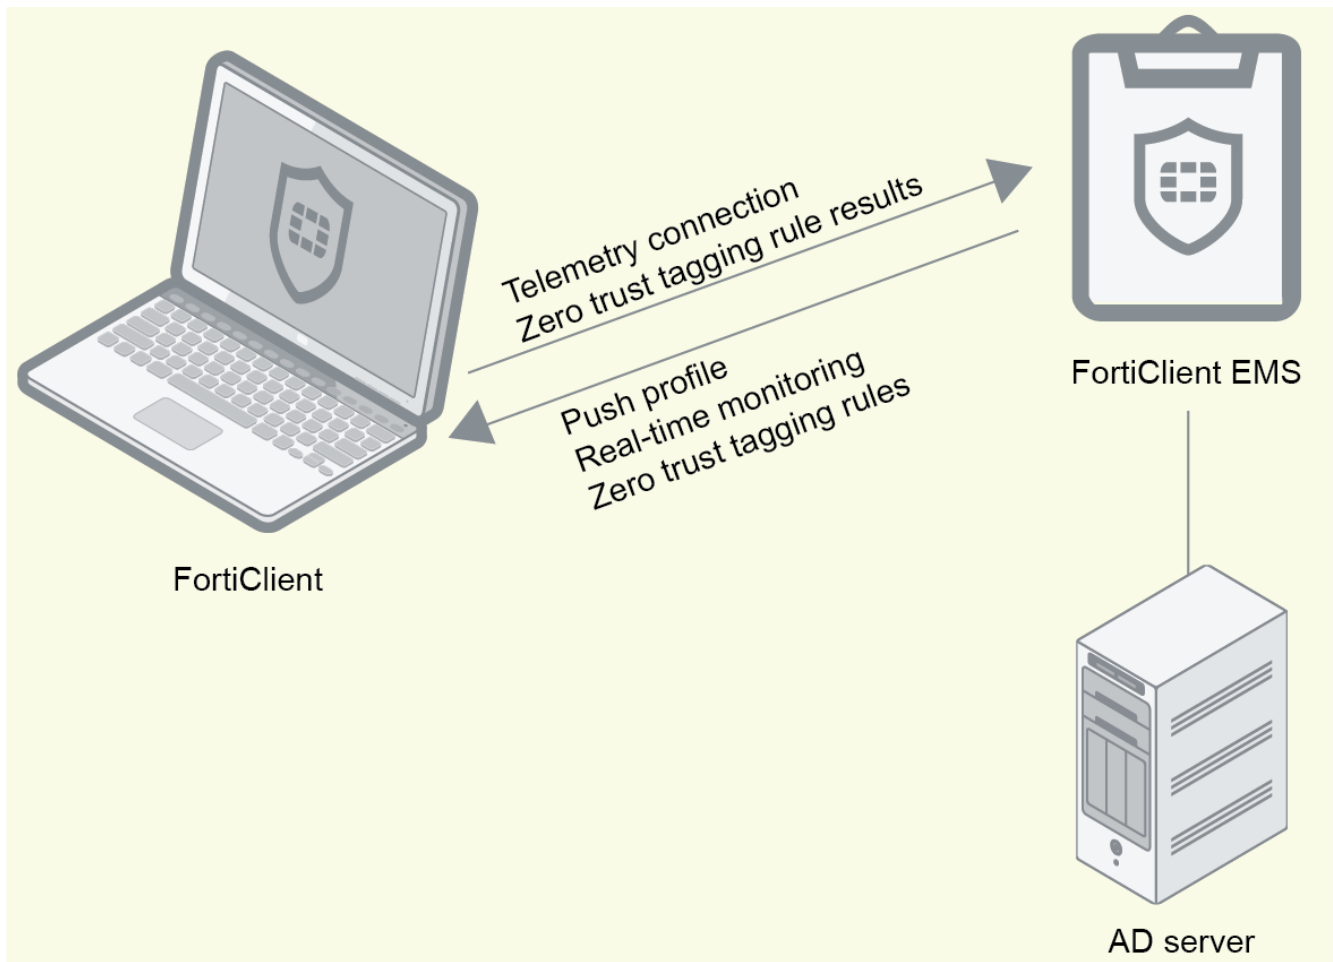 Telemetry connection
Zero trust tagging rule results
Push profile
Real-time monitoring
Zero trust tagging rules
FortiClient EMS
FortiClient
AD server